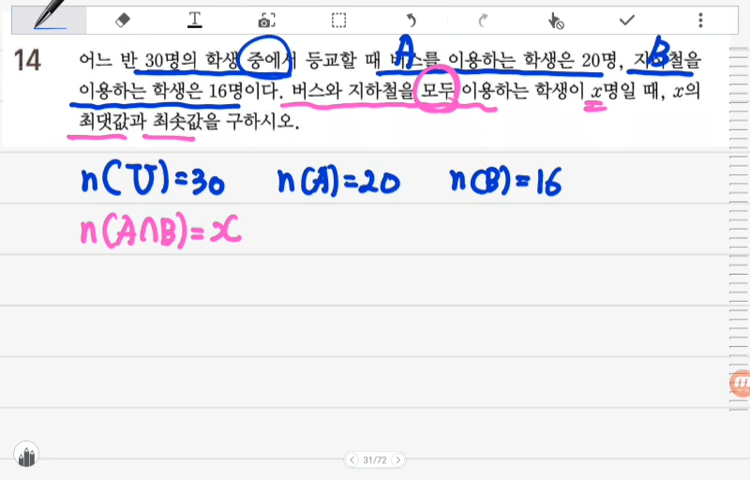 14 어느 반 30명의 학생 중에서 등교할 때 버스를 이용하는 학생은 20명, 지하철을
A B
이용하는 학생은 16명이다. 버스와 지하철을 모두 이용하는 학생이 x명일 때, x의
최댓값과 최솟값을 구하시오.
n(U)=30 n(A)=20 n(B)=16
n(A∩B)=x
31/72